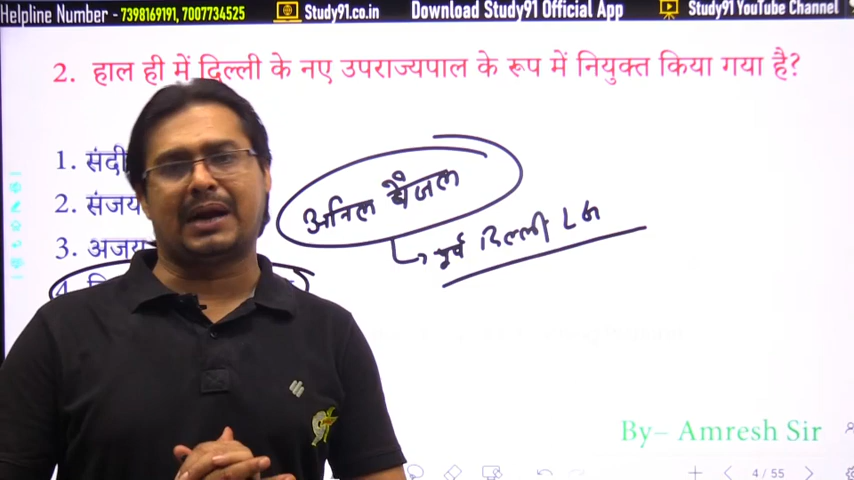 Helpline Number - 7398169191, 7007734525 Study91.co.in Download Study91 Official App Study91 YouTube Channel
2. हाल ही में दिल्ली के नए उपराज्यपाल के रूप में नियुक्त किया गया है?
1. संदी
2. संजय
3. अजय
4.
अनिल बैजल
पूर्व दिल्ली LG
By– Amresh Sir
4 / 55